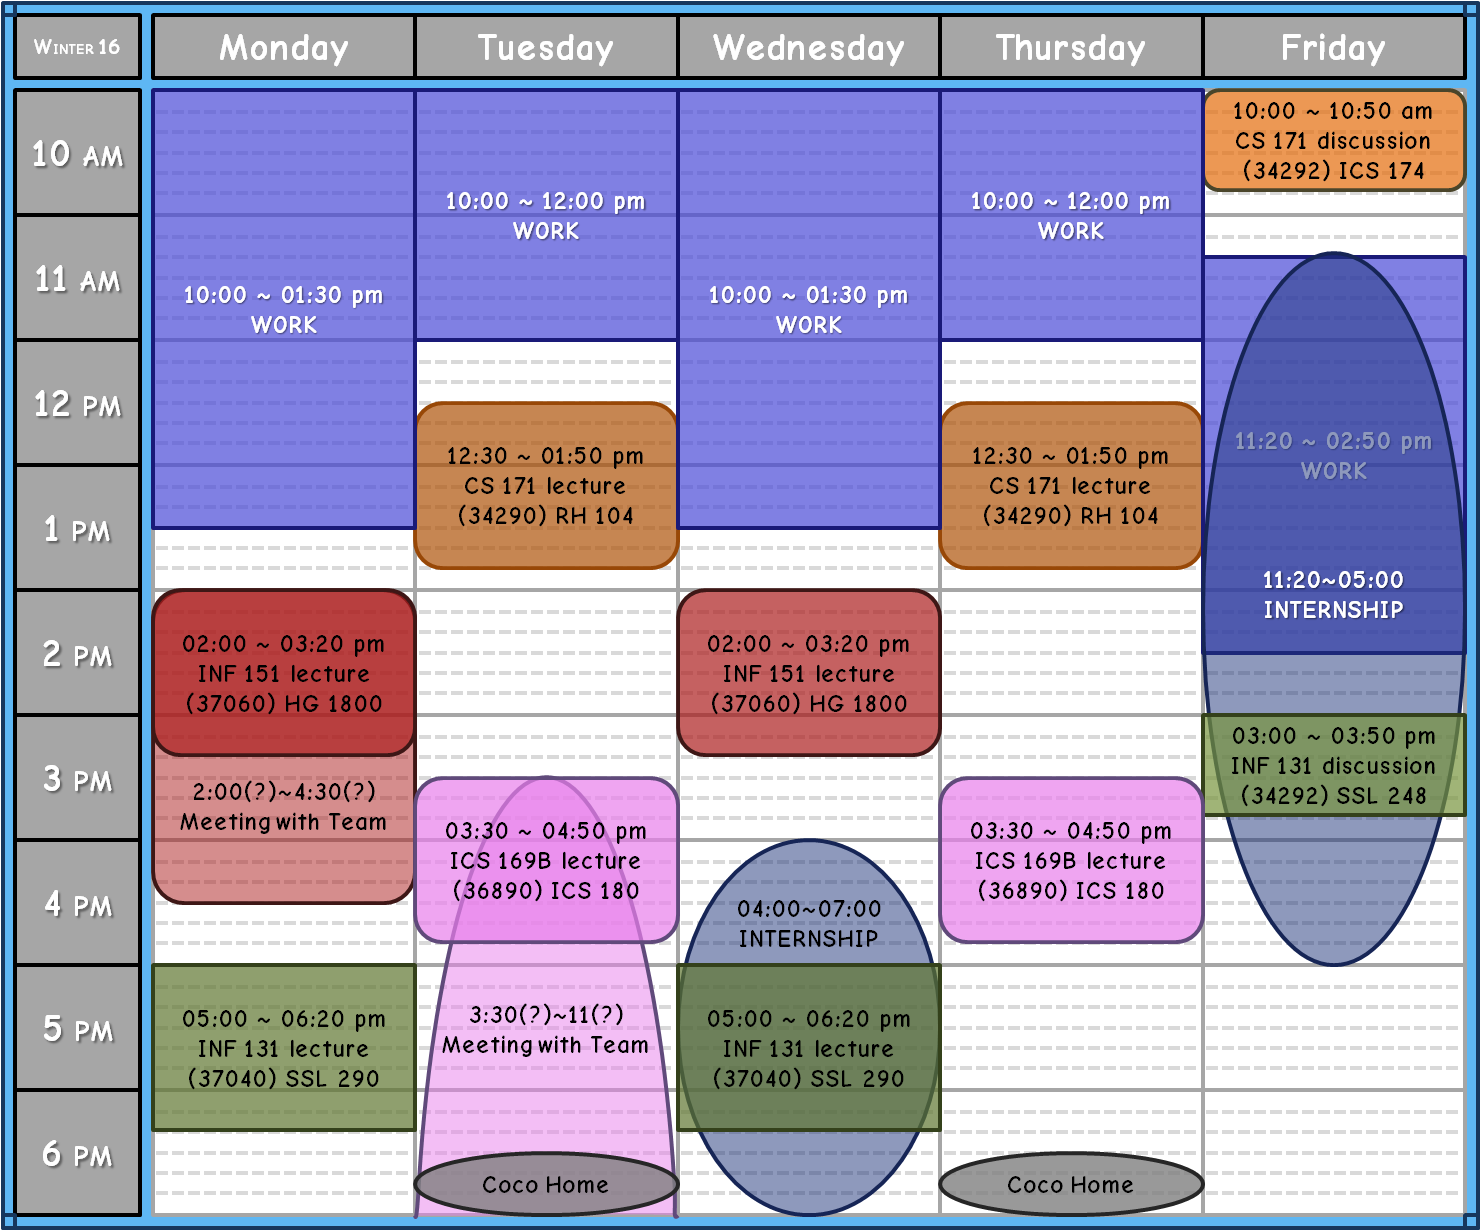 Winter 16
Monday
Tuesday
Wednesday
Thursday
Friday
10 AM
11 AM
12 PM
1 PM
2 PM
3 PM
4 PM
5 PM
6 PM
10:00 ~ 01:30 pm
WORK
02:00 ~ 03:20 pm
INF 151 lecture
(37060) HG 1800
2:00(?)~4:30(?)
Meeting with Team
05:00 ~ 06:20 pm
INF 131 lecture
(37040) SSL 290
10:00 ~ 12:00 pm
WORK
12:30 ~ 01:50 pm
CS 171 lecture
(34290) RH 104
03:30 ~ 04:50 pm
ICS 169B lecture
(36890) ICS 180
3:30(?)~11(?)
Meeting with Team
Coco Home
10:00 ~ 01:30 pm
WORK
02:00 ~ 03:20 pm
INF 151 lecture
(37060) HG 1800
04:00~07:00
INTERNSHIP
05:00 ~ 06:20 pm
INF 131 lecture
(37040) SSL 290
10:00 ~ 12:00 pm
WORK
12:30 ~ 01:50 pm
CS 171 lecture
(34290) RH 104
03:30 ~ 04:50 pm
ICS 169B lecture
(36890) ICS 180
Coco Home
10:00 ~ 10:50 am
CS 171 discussion
(34292) ICS 174
11:20 ~ 02:50 pm
WORK
11:20~05:00
INTERNSHIP
03:00 ~ 03:50 pm
INF 131 discussion
(34292) SSL 248